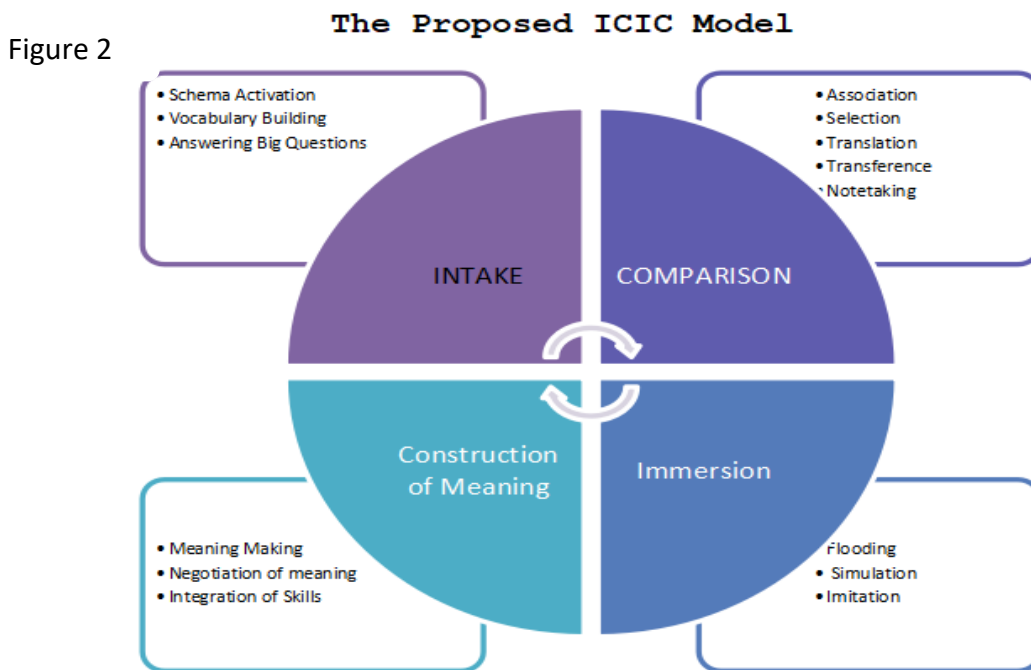 The Proposed ICIC Model
Figure 2
• Schema Activation
• Vocabulary Building
• Answering Big Questions
• Association
• Selection
• Translation
• Transference
• Notetaking
INTAKE
COMPARISON
Construction
of Meaning
Immersion
• Meaning Making
• Negotiation of meaning
• Integration of Skills
• Flooding
• Simulation
• Imitation